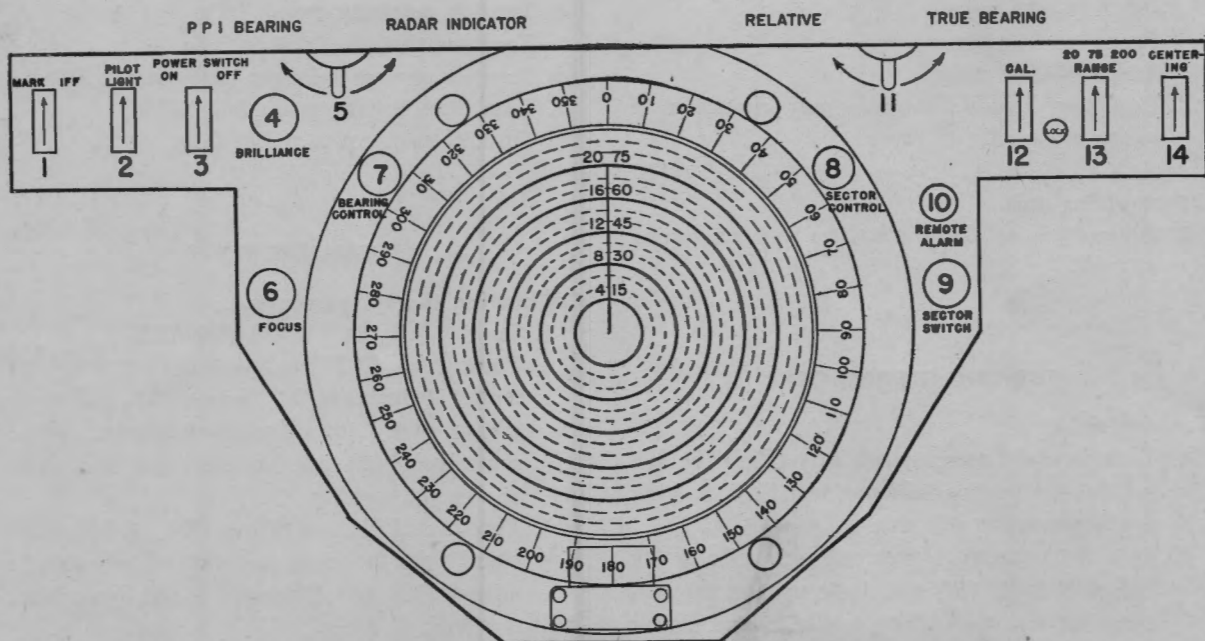 PPI BEARING RADAR INDICATOR RELATIVE TRUE BEARING
MARK IFF
1
PILOT
LIGHT
2
POWER SWITCH
ON OFF
3
4
BRILLIANCE
5
11
CAL.
12
LOCK
20 75 200
RANGE
13
CENTER-
ING
14
7
BEARING
CONTROL
8
SECTOR
CONTROL
10
REMOTE
ALARM
6
FOCUS
9
SECTOR
SWITCH
0
10
20
30
40
50
60
70
80
90
100
110
120
130
140
150
160
170
180
190
200
210
220
230
240
250
260
270
280
290
300
310
320
330
340
350
20 75
16 60
12 45
8 30
4 15